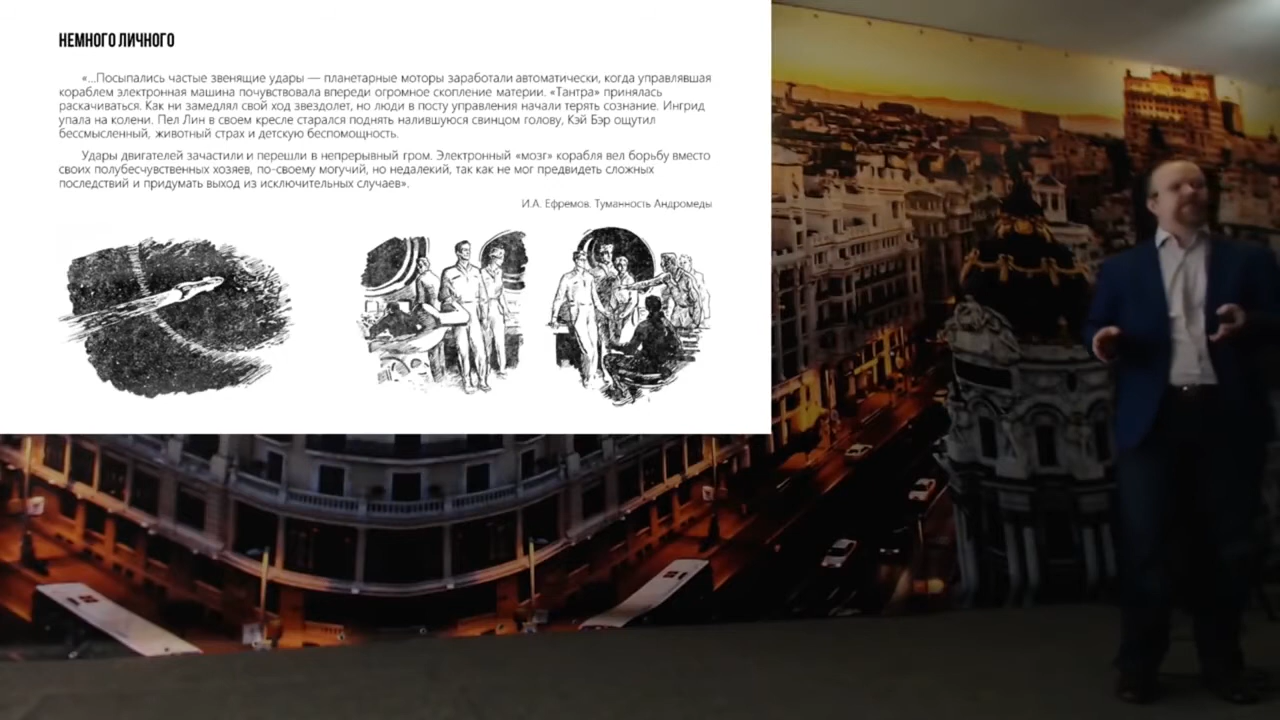 НЕМНОГО ЛИЧНОГО
«...Посыпались частые звенящие удары — планетарные моторы заработали автоматически, когда управлявшая
кораблем электронная машина почувствовала впереди огромное скопление материи. «Тантра» принялась
раскачиваться. Как ни замедлял свой ход звездолет, но люди в посту управления начали терять сознание. Ингрид
упала на колени. Пел Лин в своем кресле старался поднять налившуюся свинцом голову, Кэй Бэр ощутил
бессмысленный, животный страх и детскую беспомощность.
Удары двигателей зачастили и перешли в непрерывный гром. Электронный «мозг» корабля вел борьбу вместо
своих полубесчувственных хозяев, по-своему могучий, но недалекий, так как не мог предвидеть сложных
последствий и придумать выход из исключительных случаев».
И.А. Ефремов. Туманность Андромеды